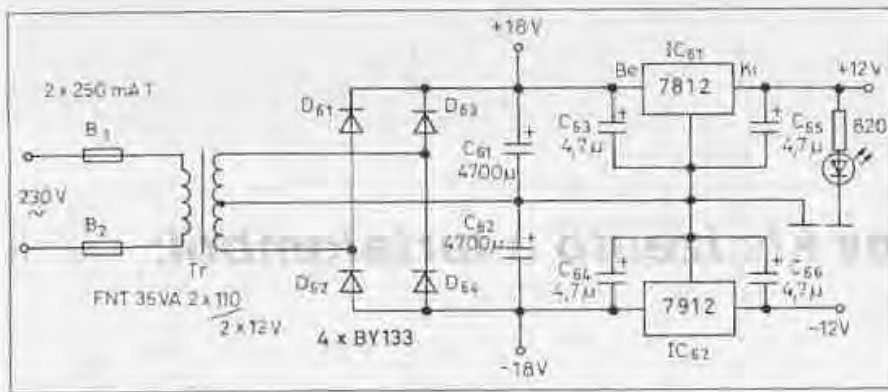 +18V
IC₆₁
Be
7812
Ki
+12V
2 x 250 mA T
D₆₁
D₆₃
B₁
C₆₁
4700µ
C₆₃
4,7µ
C₆₅
4,7µ
820
230 V
~
B₂
C₆₂
4700µ
Tr
D₆₂
D₆₄
C₆₄
4,7µ
7912
C₆₆
4,7µ
FNT 35VA 2 x 110
2 x 12V
4 x BY133
-18V
IC₆₂
-12V